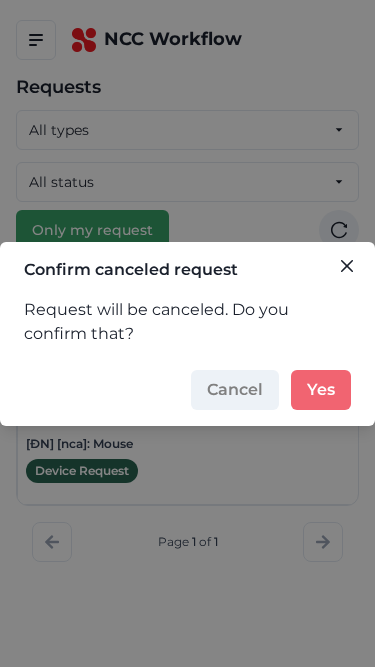 NCC Workflow
Requests
All types
All status
Only my request
Confirm canceled request
Request will be canceled. Do you
confirm that?
Cancel
Yes
[ĐN] [nca]: Mouse
Device Request
Page 1 of 1